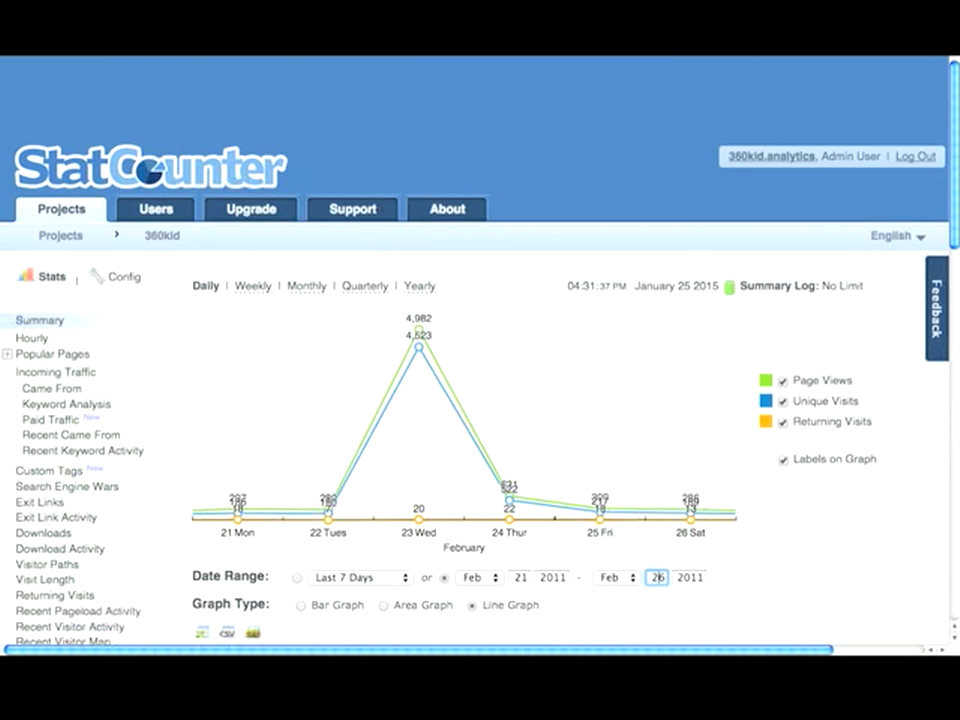 StatCounter
360kid.analytics, Admin User | Log Out
Projects Users Upgrade Support About
Projects > 360kid English
Stats | Config
Daily | Weekly | Monthly | Quarterly | Yearly 04:31:37 PM January 25 2015 Summary Log: No Limit
Feedback
Summary
Hourly
Popular Pages
Incoming Traffic
Came From
Keyword Analysis
Paid Traffic New
Recent Came From
Recent Keyword Activity
Custom Tags New
Search Engine Wars
Exit Links
Exit Link Activity
Downloads
Download Activity
Visitor Paths
Visit Length
Returning Visits
Recent Pageload Activity
Recent Visitor Activity
Recent Visitor Map
4,982
4,523
20 22
21 Mon 22 Tues 23 Wed 24 Thur 25 Fri 26 Sat
February
Page Views
Unique Visits
Returning Visits
Labels on Graph
Date Range: Last 7 Days or Feb 21 2011 - Feb 26 2011
Graph Type: Bar Graph Area Graph Line Graph
CSV